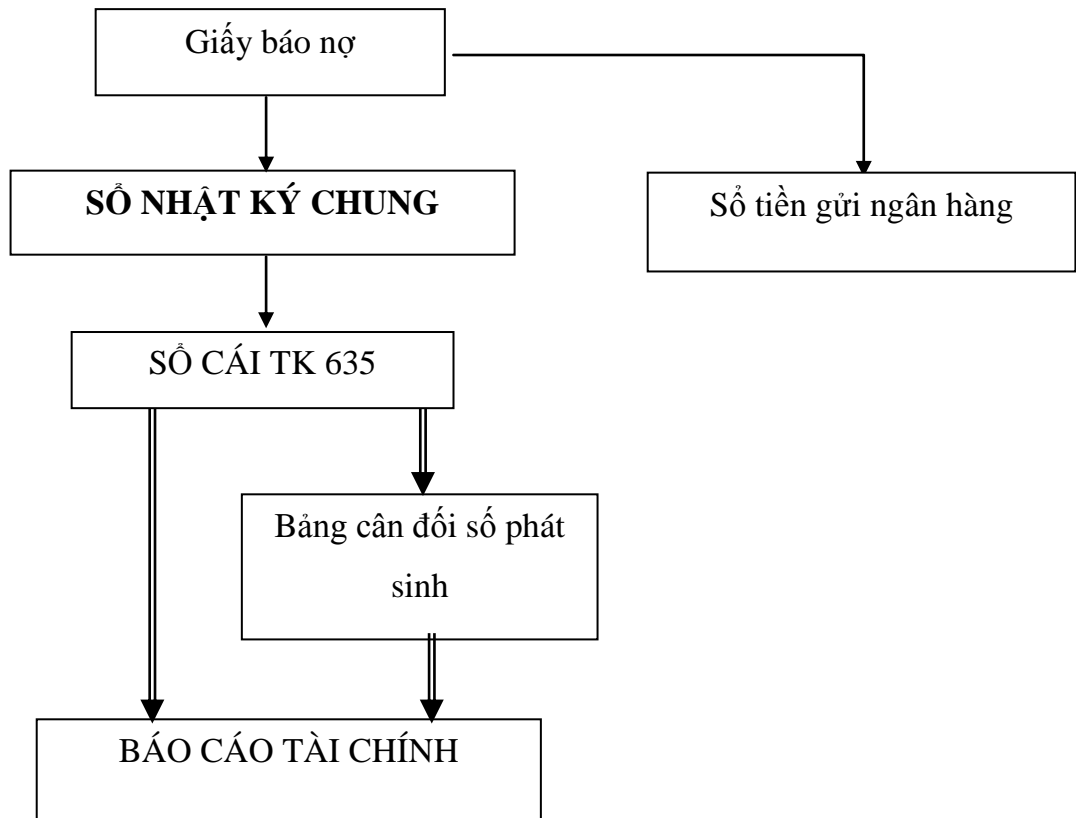 Giấy báo nợ
SỔ NHẬT KÝ CHUNG
Sổ tiền gửi ngân hàng
SỔ CÁI TK 635
Bảng cân đối số phát
sinh
BÁO CÁO TÀI CHÍNH